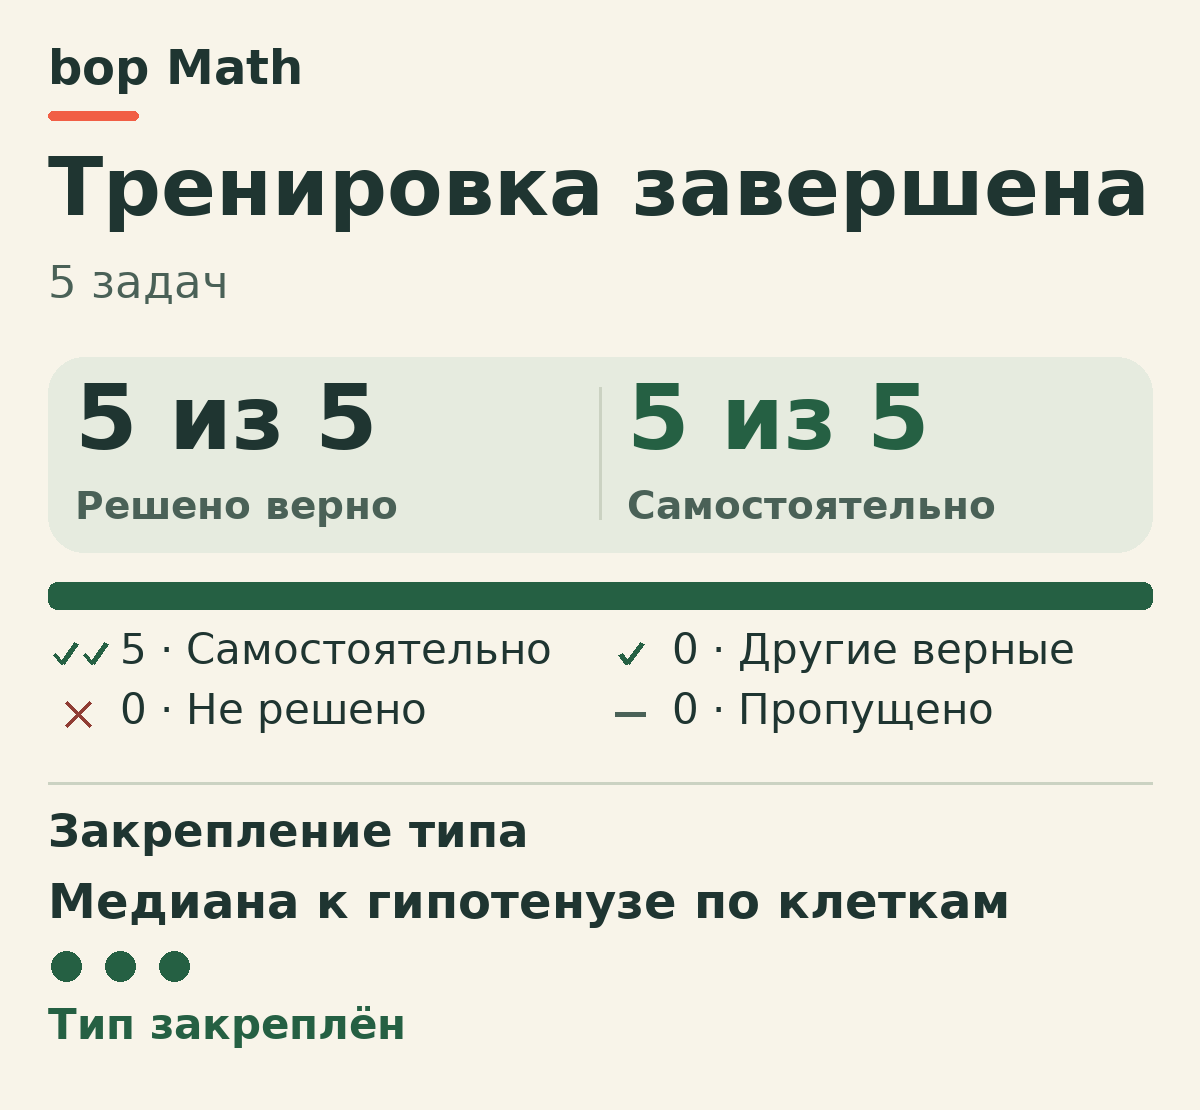 bop Math
Тренировка завершена
5 задач
5 из 5
Решено верно
5 из 5
Самостоятельно
5 · Самостоятельно
0 · Другие верные
0 · Не решено
0 · Пропущено
Закрепление типа
Медиана к гипотенузе по клеткам
Тип закреплён